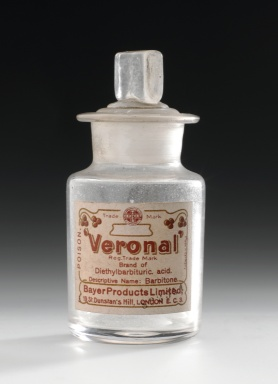 Trade Mark
POISON.
"Veronal"
Reg. Trade Mark
Brand of
Diethylbarbituric acid.
Descriptive Name: Barbitone
Bayer Products Limited,
19, St Dunstan's Hill, LONDON E.C.3